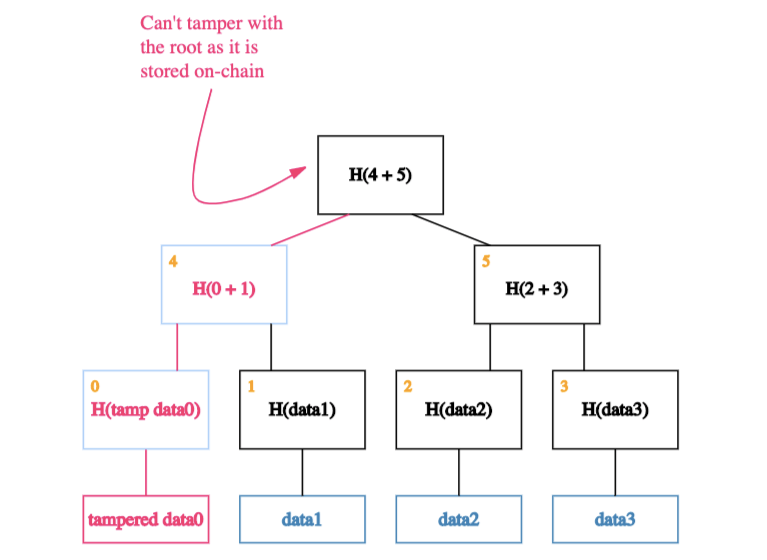 Can't tamper with
the root as it is
stored on-chain
H(4 + 5)
4
H(0 + 1)
5
H(2 + 3)
0
H(tamp data0)
1
H(data1)
2
H(data2)
3
H(data3)
tampered data0
data1
data2
data3